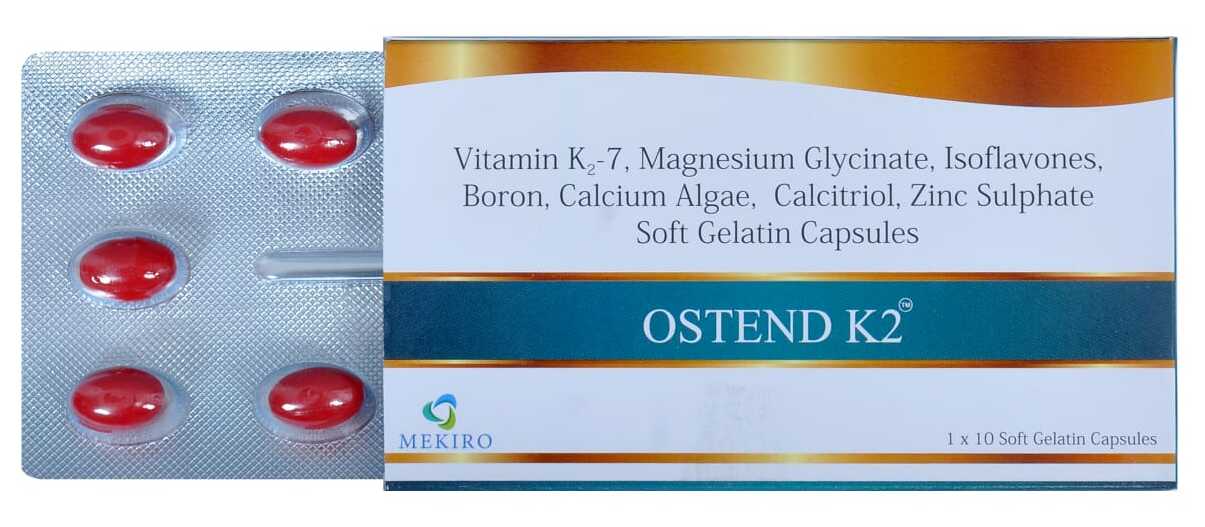 Vitamin K₂-7, Magnesium Glycinate, Isoflavones,
Boron, Calcium Algae, Calcitriol, Zinc Sulphate
Soft Gelatin Capsules
OSTEND K2™
MEKIRO
1 x 10 Soft Gelatin Capsules